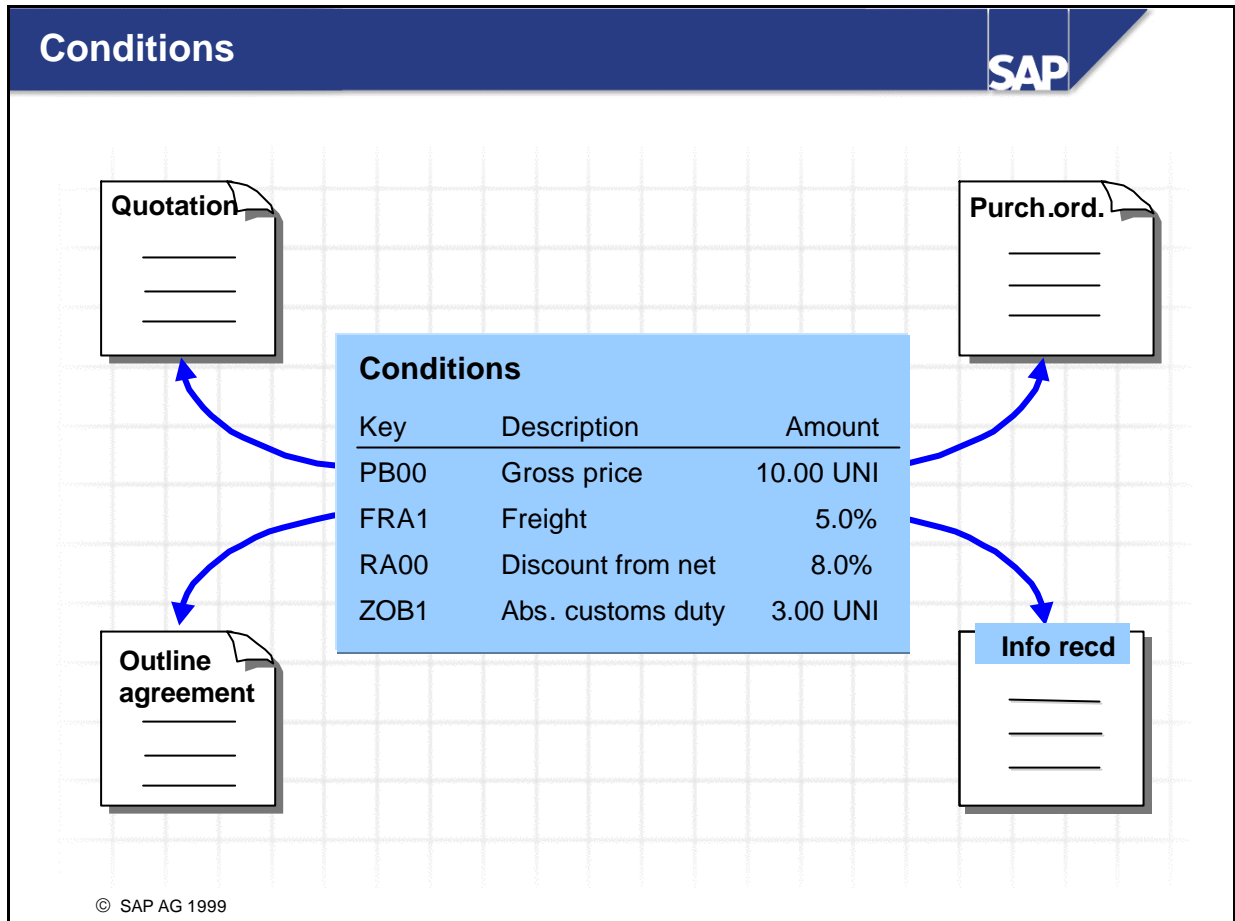 Conditions
SAP
Quotation
Purch.ord.
Conditions
Key Description Amount
PB00 Gross price 10.00 UNI
FRA1 Freight 5.0%
RA00 Discount from net 8.0%
ZOB1 Abs. customs duty 3.00 UNI
Outline
agreement
Info recd
© SAP AG 1999